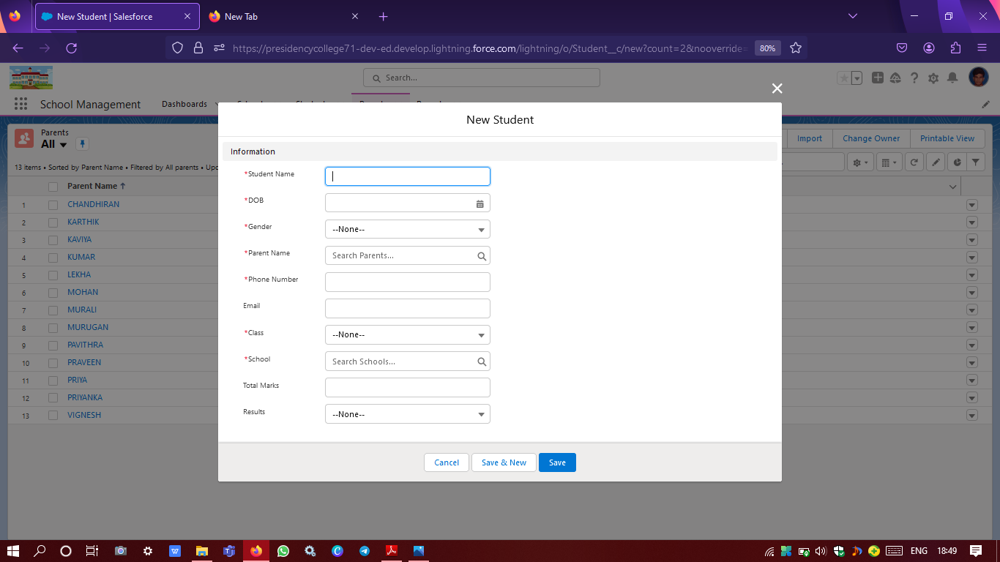 New Student | Salesforce
New Tab
https://presidencycollege71-dev-ed.develop.lightning.force.com/lightning/o/Student__c/new?count=2&nooverride=
80%
Search...
School Management
Dashboards
New Student
Parents
All
Import
Change Owner
Printable View
Information
13 items • Sorted by Parent Name • Filtered by All parents •
*Student Name
Parent Name
*DOB
1 CHANDHIRAN
2 KARTHIK
*Gender
--None--
3 KAVIYA
*Parent Name
Search Parents...
4 KUMAR
5 LEKHA
*Phone Number
6 MOHAN
Email
7 MURALI
8 MURUGAN
*Class
--None--
9 PAVITHRA
*School
Search Schools...
10 PRAVEEN
11 PRIYA
Total Marks
12 PRIYANKA
Results
--None--
13 VIGNESH
Cancel
Save & New
Save
ENG
18:49